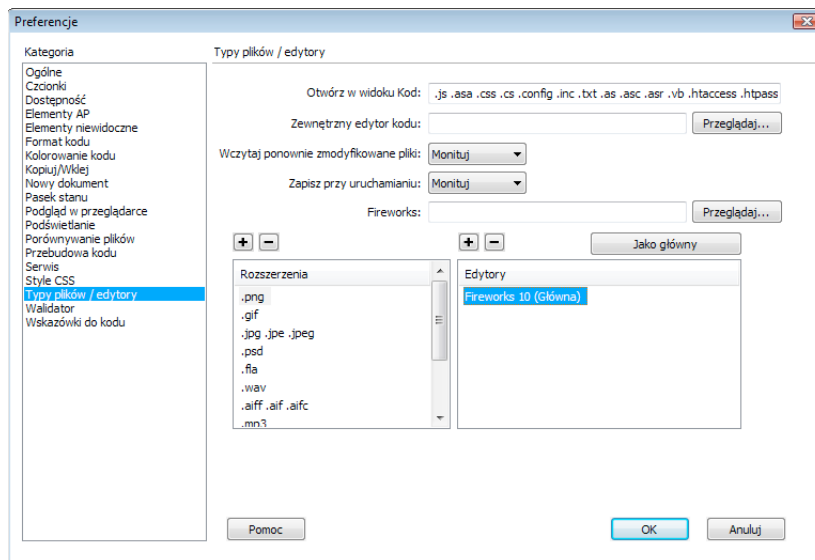 Preferencje
Kategoria
Typy plików / edytory
Ogólne
Czcionki
Dostępność
Elementy AP
Elementy niewidoczne
Format kodu
Kolorowanie kodu
Kopiuj/Wklej
Nowy dokument
Pasek stanu
Podgląd w przeglądarce
Podświetlanie
Porównywanie plików
Przebudowa kodu
Serwis
Style CSS
Typy plików / edytory
Walidator
Wskazówki do kodu
Otwórz w widoku Kod: .js .asa .css .cs .config .inc .txt .as .asc .asr .vb .htaccess .htpass
Zewnętrzny edytor kodu: Przeglądaj...
Wczytaj ponownie zmodyfikowane pliki: Monituj
Zapisz przy uruchamianiu: Monituj
Fireworks: Przeglądaj...
Jako główny
Rozszerzenia
.png
.gif
.jpg .jpe .jpeg
.psd
.fla
.wav
.aiff .aif .aifc
.mp3
Edytory
Fireworks 10 (Główna)
Pomoc OK Anuluj